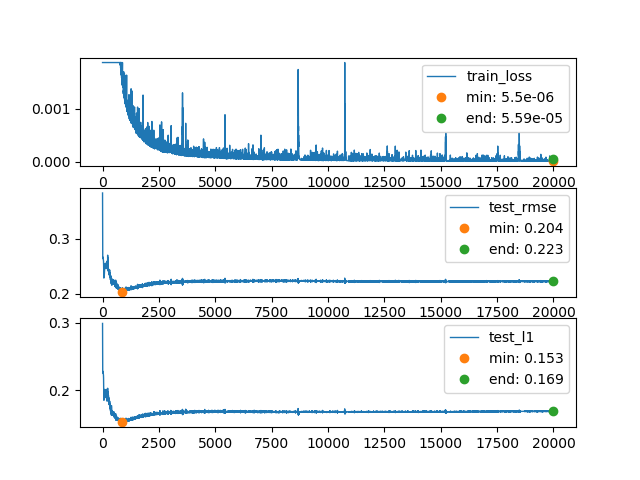 0.001
0.000
train_loss
min: 5.5e-06
end: 5.59e-05
0 2500 5000 7500 10000 12500 15000 17500 20000
0.3
0.2
test_rmse
min: 0.204
end: 0.223
0 2500 5000 7500 10000 12500 15000 17500 20000
0.3
0.2
test_l1
min: 0.153
end: 0.169
0 2500 5000 7500 10000 12500 15000 17500 20000